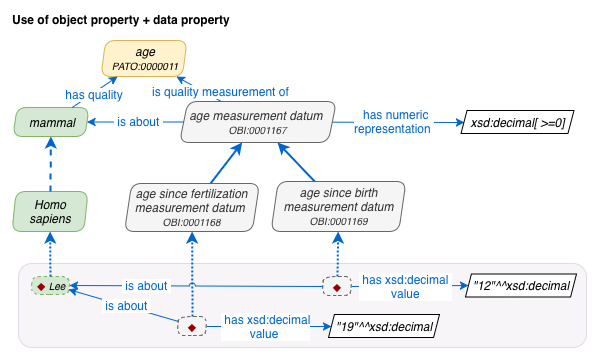 Use of object property + data property
age
PATO:0000011
has quality
is quality measurement of
mammal
is about
age measurement datum
OBI:0001167
has numeric
representation
xsd:decimal[ >=0]
Homo
sapiens
age since fertilization
measurement datum
OBI:0001168
age since birth
measurement datum
OBI:0001169
Lee
is about
has xsd:decimal
value
"12"^^xsd:decimal
is about
has xsd:decimal
value
"19"^^xsd:decimal